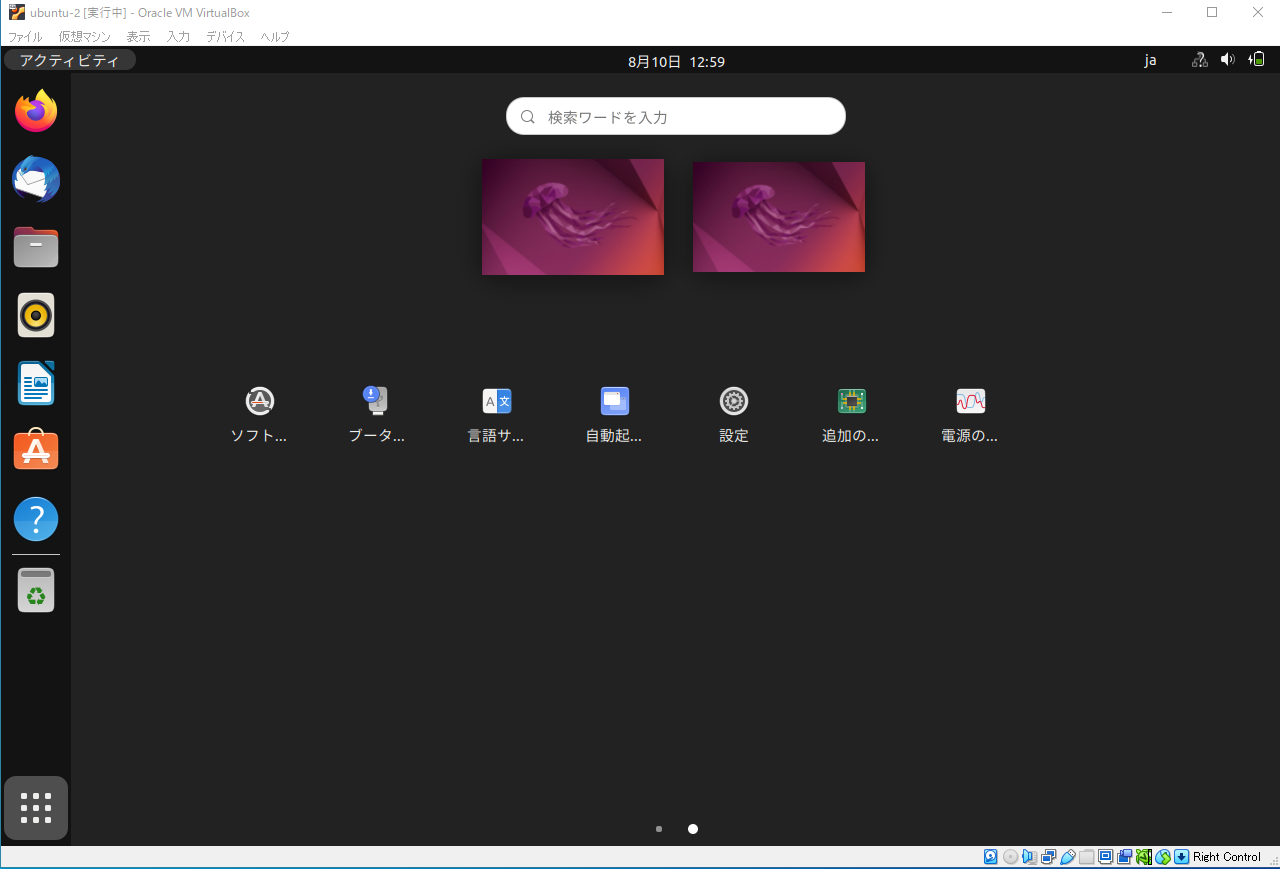 ubuntu-2 [実行中] - Oracle VM VirtualBox
ファイル 仮想マシン 表示 入力 デバイス ヘルプ
アクティビティ 8月10日 12:59 ja
検索ワードを入力
ソフト... ブータ... 言語サ... 自動起... 設定 追加の... 電源の...
Right Control